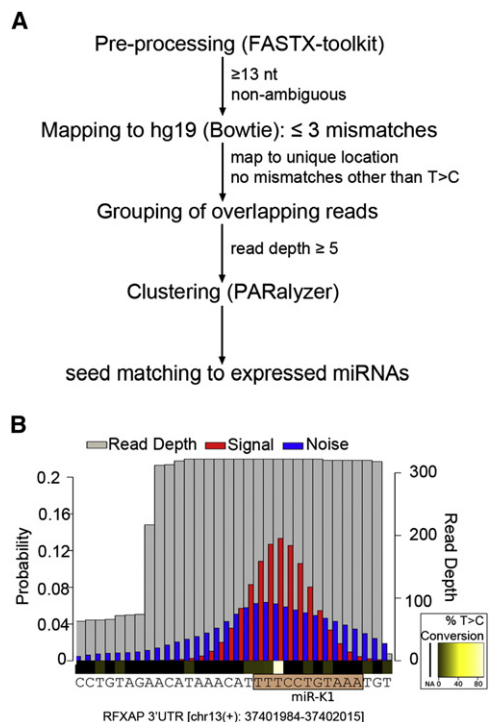 A
Pre-processing (FASTX-toolkit)
≥13 nt
non-ambiguous
Mapping to hg19 (Bowtie): ≤ 3 mismatches
map to unique location
no mismatches other than T>C
Grouping of overlapping reads
read depth ≥ 5
Clustering (PARalyzer)
seed matching to expressed miRNAs
B
Read Depth Signal Noise
Probability
0.2
0.16
0.12
0.08
0.04
0
300
200
100
0
Read Depth
% T>C
Conversion
NA 0 40 80
CCTGTAGAACATAAACATTTTCCTGTAAATGT
miR-K1
RFXAP 3'UTR [chr13(+): 37401984-37402015]